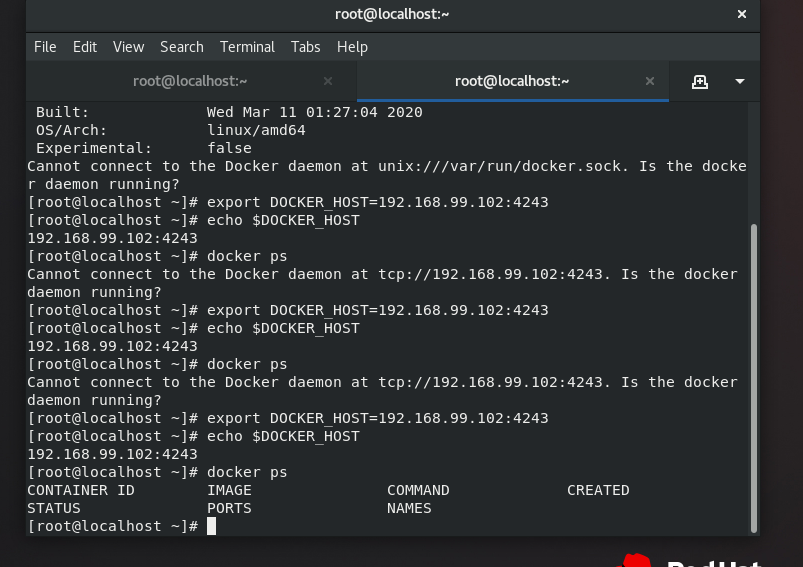 root@localhost:~
File Edit View Search Terminal Tabs Help
root@localhost:~ root@localhost:~
Built: Wed Mar 11 01:27:04 2020
OS/Arch: linux/amd64
Experimental: false
Cannot connect to the Docker daemon at unix:///var/run/docker.sock. Is the docke
r daemon running?
[root@localhost ~]# export DOCKER_HOST=192.168.99.102:4243
[root@localhost ~]# echo $DOCKER_HOST
192.168.99.102:4243
[root@localhost ~]# docker ps
Cannot connect to the Docker daemon at tcp://192.168.99.102:4243. Is the docker
daemon running?
[root@localhost ~]# export DOCKER_HOST=192.168.99.102:4243
[root@localhost ~]# echo $DOCKER_HOST
192.168.99.102:4243
[root@localhost ~]# docker ps
Cannot connect to the Docker daemon at tcp://192.168.99.102:4243. Is the docker
daemon running?
[root@localhost ~]# export DOCKER_HOST=192.168.99.102:4243
[root@localhost ~]# echo $DOCKER_HOST
192.168.99.102:4243
[root@localhost ~]# docker ps
CONTAINER ID IMAGE COMMAND CREATED
STATUS PORTS NAMES
[root@localhost ~]#
Red Hat